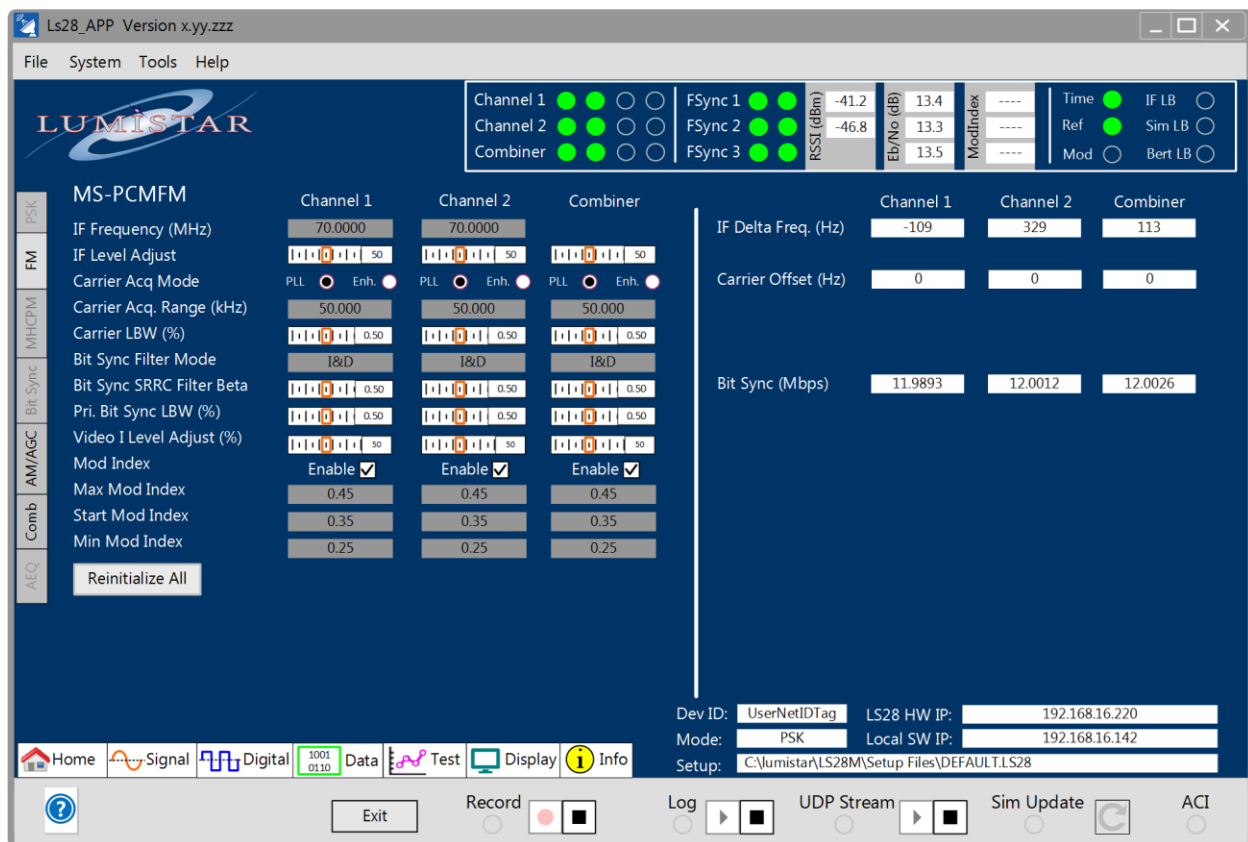 Ls28_APP Version x.yy.zzz
File System Tools Help
LUMISTAR
Channel 1 FSync 1 RSSI (dBm) -41.2 Eb/No (dB) 13.4 ModIndex ---- Time IF LB
Channel 2 FSync 2 -46.8 13.3 ---- Ref Sim LB
Combiner FSync 3 13.5 ---- Mod Bert LB
PSK
FM
MHCPM
Bit Sync
AM/AGC
Comb
AEQ
MS-PCMFM Channel 1 Channel 2 Combiner
IF Frequency (MHz) 70.0000 70.0000
IF Level Adjust 50 50 50
Carrier Acq Mode PLL Enh. PLL Enh. PLL Enh.
Carrier Acq. Range (kHz) 50.000 50.000 50.000
Carrier LBW (%) 0.50 0.50 0.50
Bit Sync Filter Mode I&D I&D I&D
Bit Sync SRRC Filter Beta 0.50 0.50 0.50
Pri. Bit Sync LBW (%) 0.50 0.50 0.50
Video I Level Adjust (%) 50 50 50
Mod Index Enable Enable Enable
Max Mod Index 0.45 0.45 0.45
Start Mod Index 0.35 0.35 0.35
Min Mod Index 0.25 0.25 0.25
Reinitialize All
Channel 1 Channel 2 Combiner
IF Delta Freq. (Hz) -109 329 113
Carrier Offset (Hz) 0 0 0
Bit Sync (Mbps) 11.9893 12.0012 12.0026
Dev ID: UserNetIDTag LS28 HW IP: 192.168.16.220
Mode: PSK Local SW IP: 192.168.16.142
Setup: C:\lumistar\LS28M\Setup Files\DEFAULT.LS28
Home Signal Digital 1001 0110 Data Test Display i Info
? Exit Record Log UDP Stream Sim Update ACI